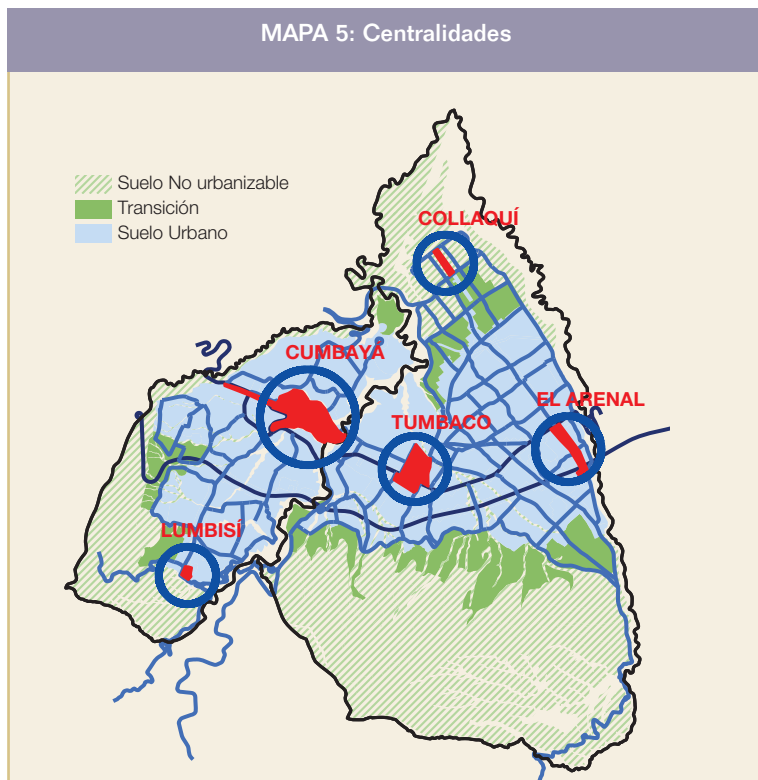 MAPA 5: Centralidades
Suelo No urbanizable
Transición
Suelo Urbano
COLLAQUÍ
CUMBAYÁ
EL ARENAL
TUMBACO
LUMBISÍ